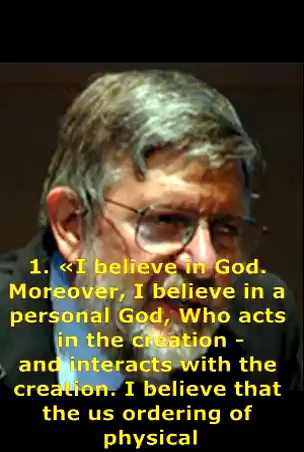 1. «I believe in God.
Moreover, I believe in a
personal God, Who acts
in the creation -
and interacts with the
creation. I believe that
the us ordering of
physical